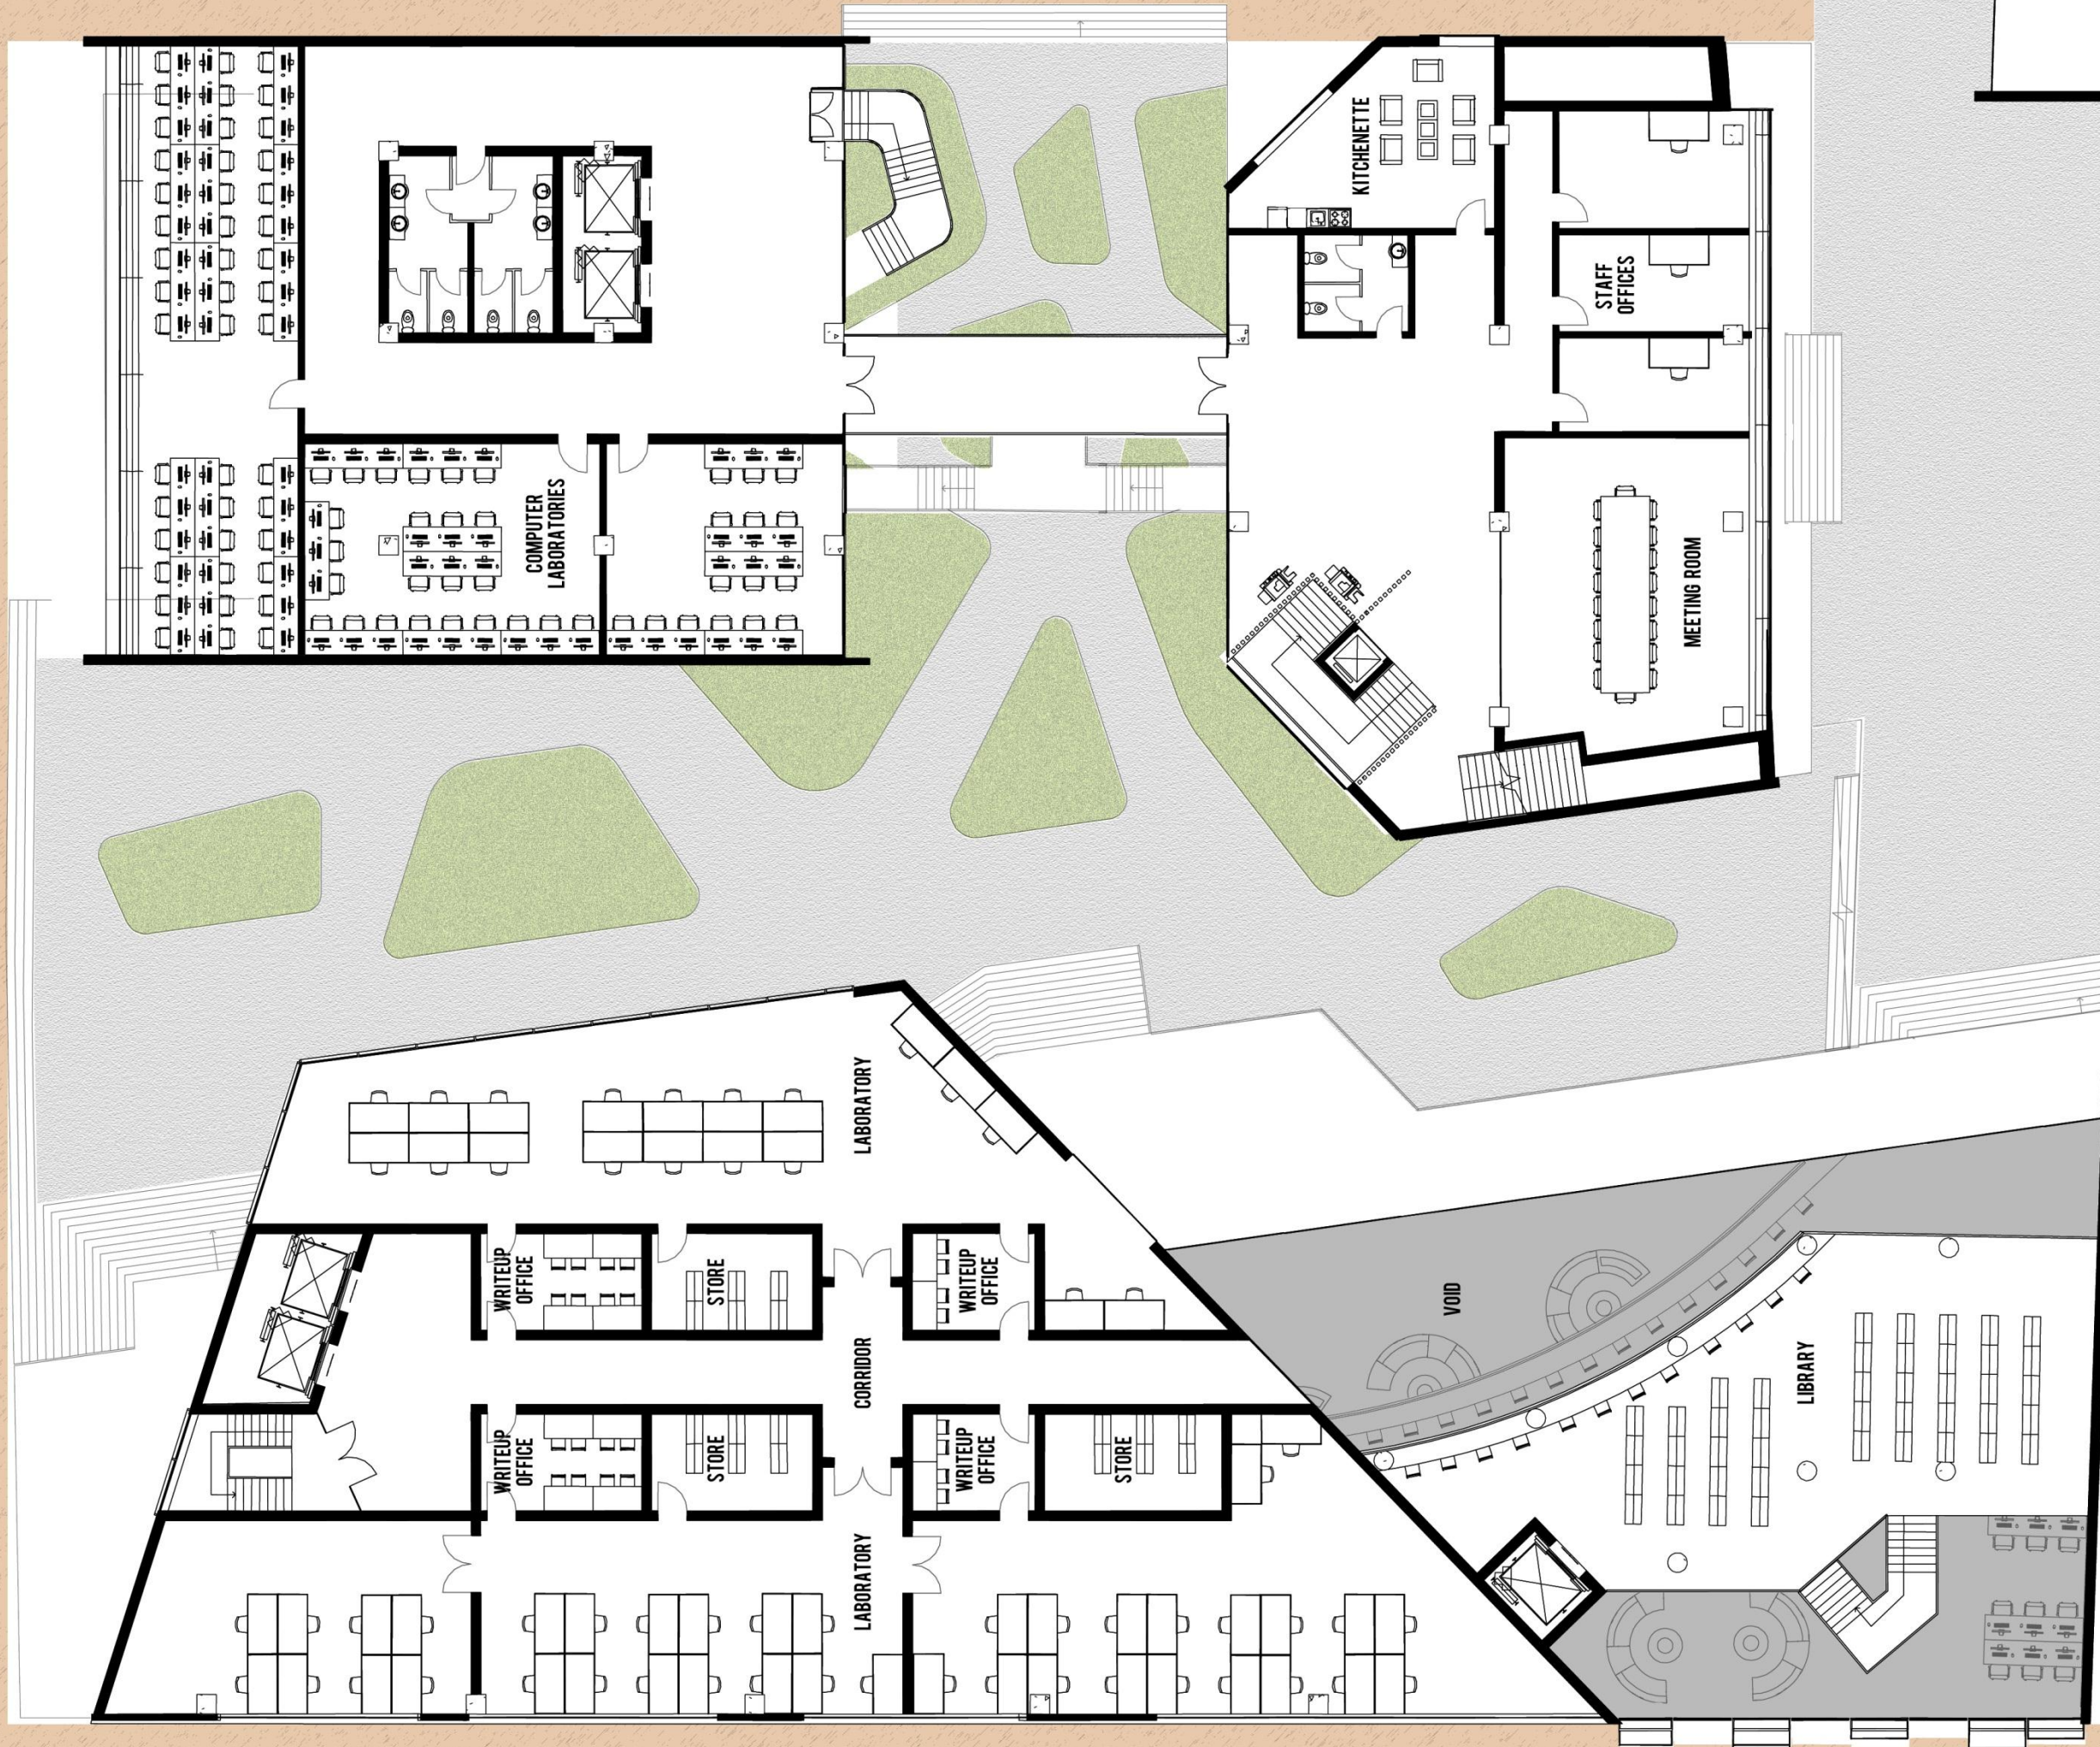 KITCHENETTE
STAFF
OFFICES
COMPUTER
LABORATORIES
MEETING ROOM
LABORATORY
WRITEUP
OFFICE
STORE
WRITEUP
OFFICE
VOID
CORRIDOR
LIBRARY
WRITEUP
OFFICE
STORE
WRITEUP
OFFICE
STORE
LABORATORY